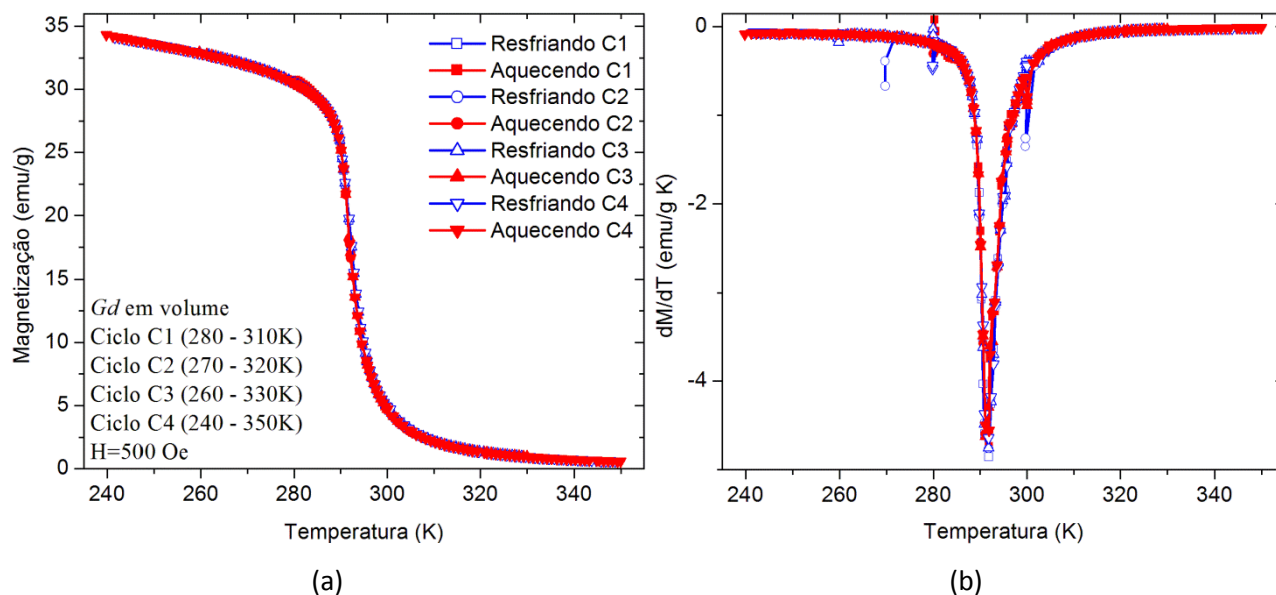 35
30
25
20
15
10
5
0
Magnetização (emu/g)
Resfriando C1
Aquecendo C1
Resfriando C2
Aquecendo C2
Resfriando C3
Aquecendo C3
Resfriando C4
Aquecendo C4
Gd em volume
Ciclo C1 (280 - 310K)
Ciclo C2 (270 - 320K)
Ciclo C3 (260 - 330K)
Ciclo C4 (240 - 350K)
H=500 Oe
240 260 280 300 320 340
Temperatura (K)
(a)
0
-2
-4
dM/dT (emu/g K)
240 260 280 300 320 340
Temperatura (K)
(b)